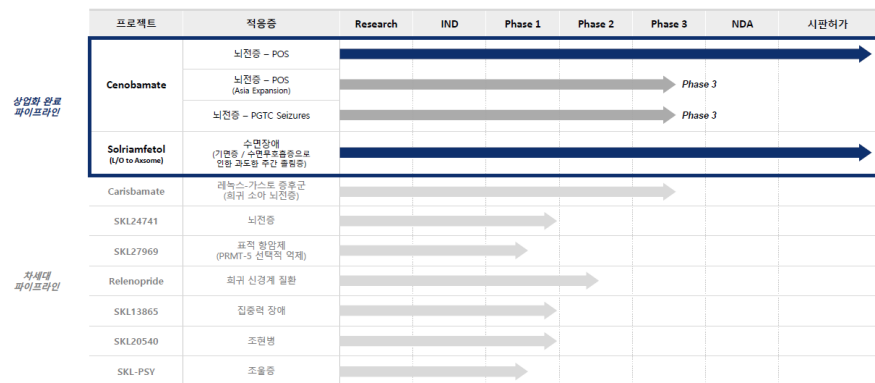 프로젝트 적응증 Research IND Phase 1 Phase 2 Phase 3 NDA 시판허가
상업화 완료
파이프라인
Cenobamate
뇌전증 – POS
뇌전증 – POS
(Asia Expansion)
Phase 3
뇌전증 – PGTC Seizures
Phase 3
Solriamfetol
(L/O to Axsome)
수면장애
(기면증 / 수면무호흡증으로
인한 과도한 주간 졸림증)
차세대
파이프라인
Carisbamate
레녹스-가스토 증후군
(희귀 소아 뇌전증)
SKL24741 뇌전증
SKL27969
표적 항암제
(PRMT-5 선택적 억제)
Relenopride 희귀 신경계 질환
SKL13865 집중력 장애
SKL20540 조현병
SKL-PSY 조울증